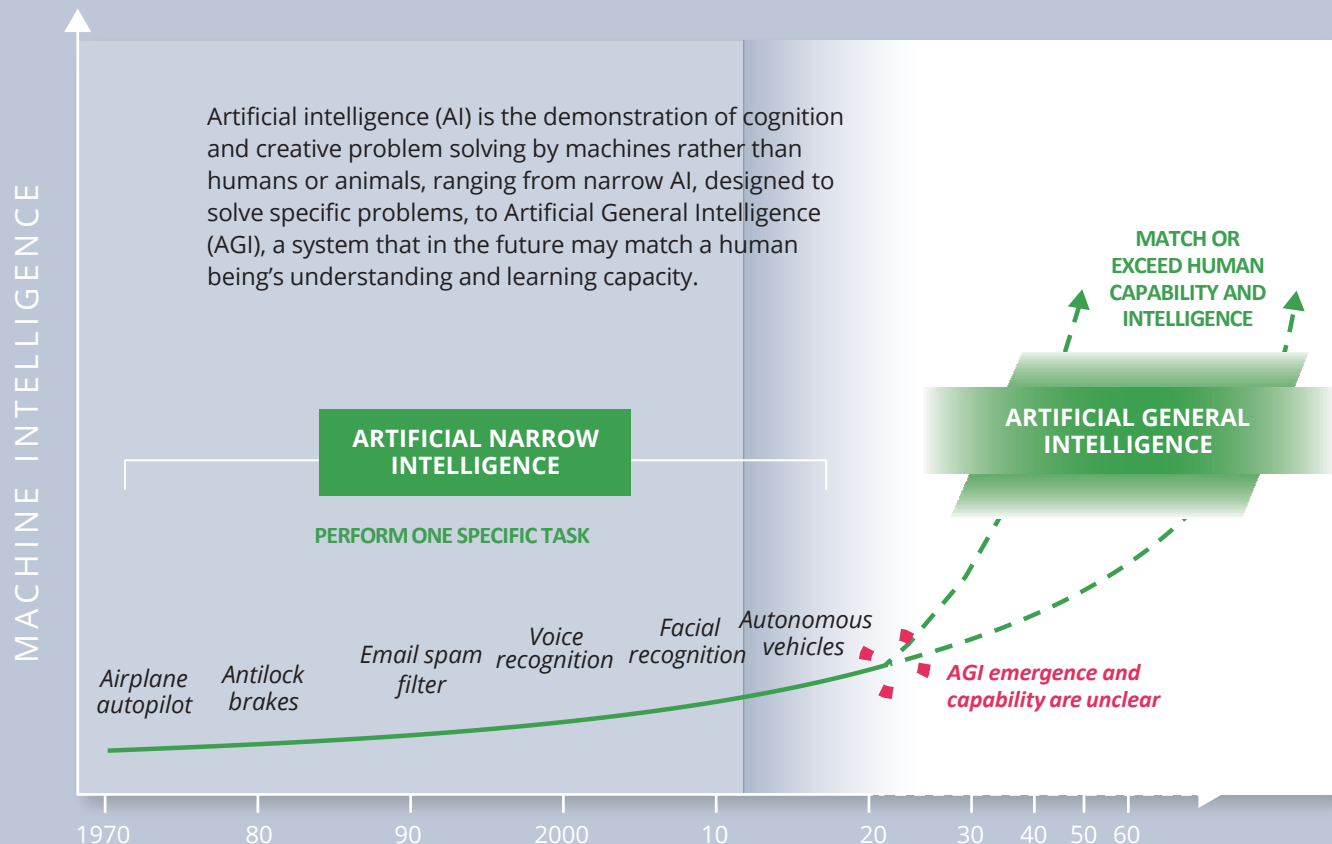 MACHINE INTELLIGENCE
Artificial intelligence (AI) is the demonstration of cognition
and creative problem solving by machines rather than
humans or animals, ranging from narrow AI, designed to
solve specific problems, to Artificial General Intelligence
(AGI), a system that in the future may match a human
being’s understanding and learning capacity.
MATCH OR
EXCEED HUMAN
CAPABILITY AND
INTELLIGENCE
ARTIFICIAL GENERAL
INTELLIGENCE
ARTIFICIAL NARROW
INTELLIGENCE
PERFORM ONE SPECIFIC TASK
Airplane
autopilot
Antilock
brakes
Email spam
filter
Voice
recognition
Facial
recognition
Autonomous
vehicles
AGI emergence and
capability are unclear
1970 80 90 2000 10 20 30 40 50 60